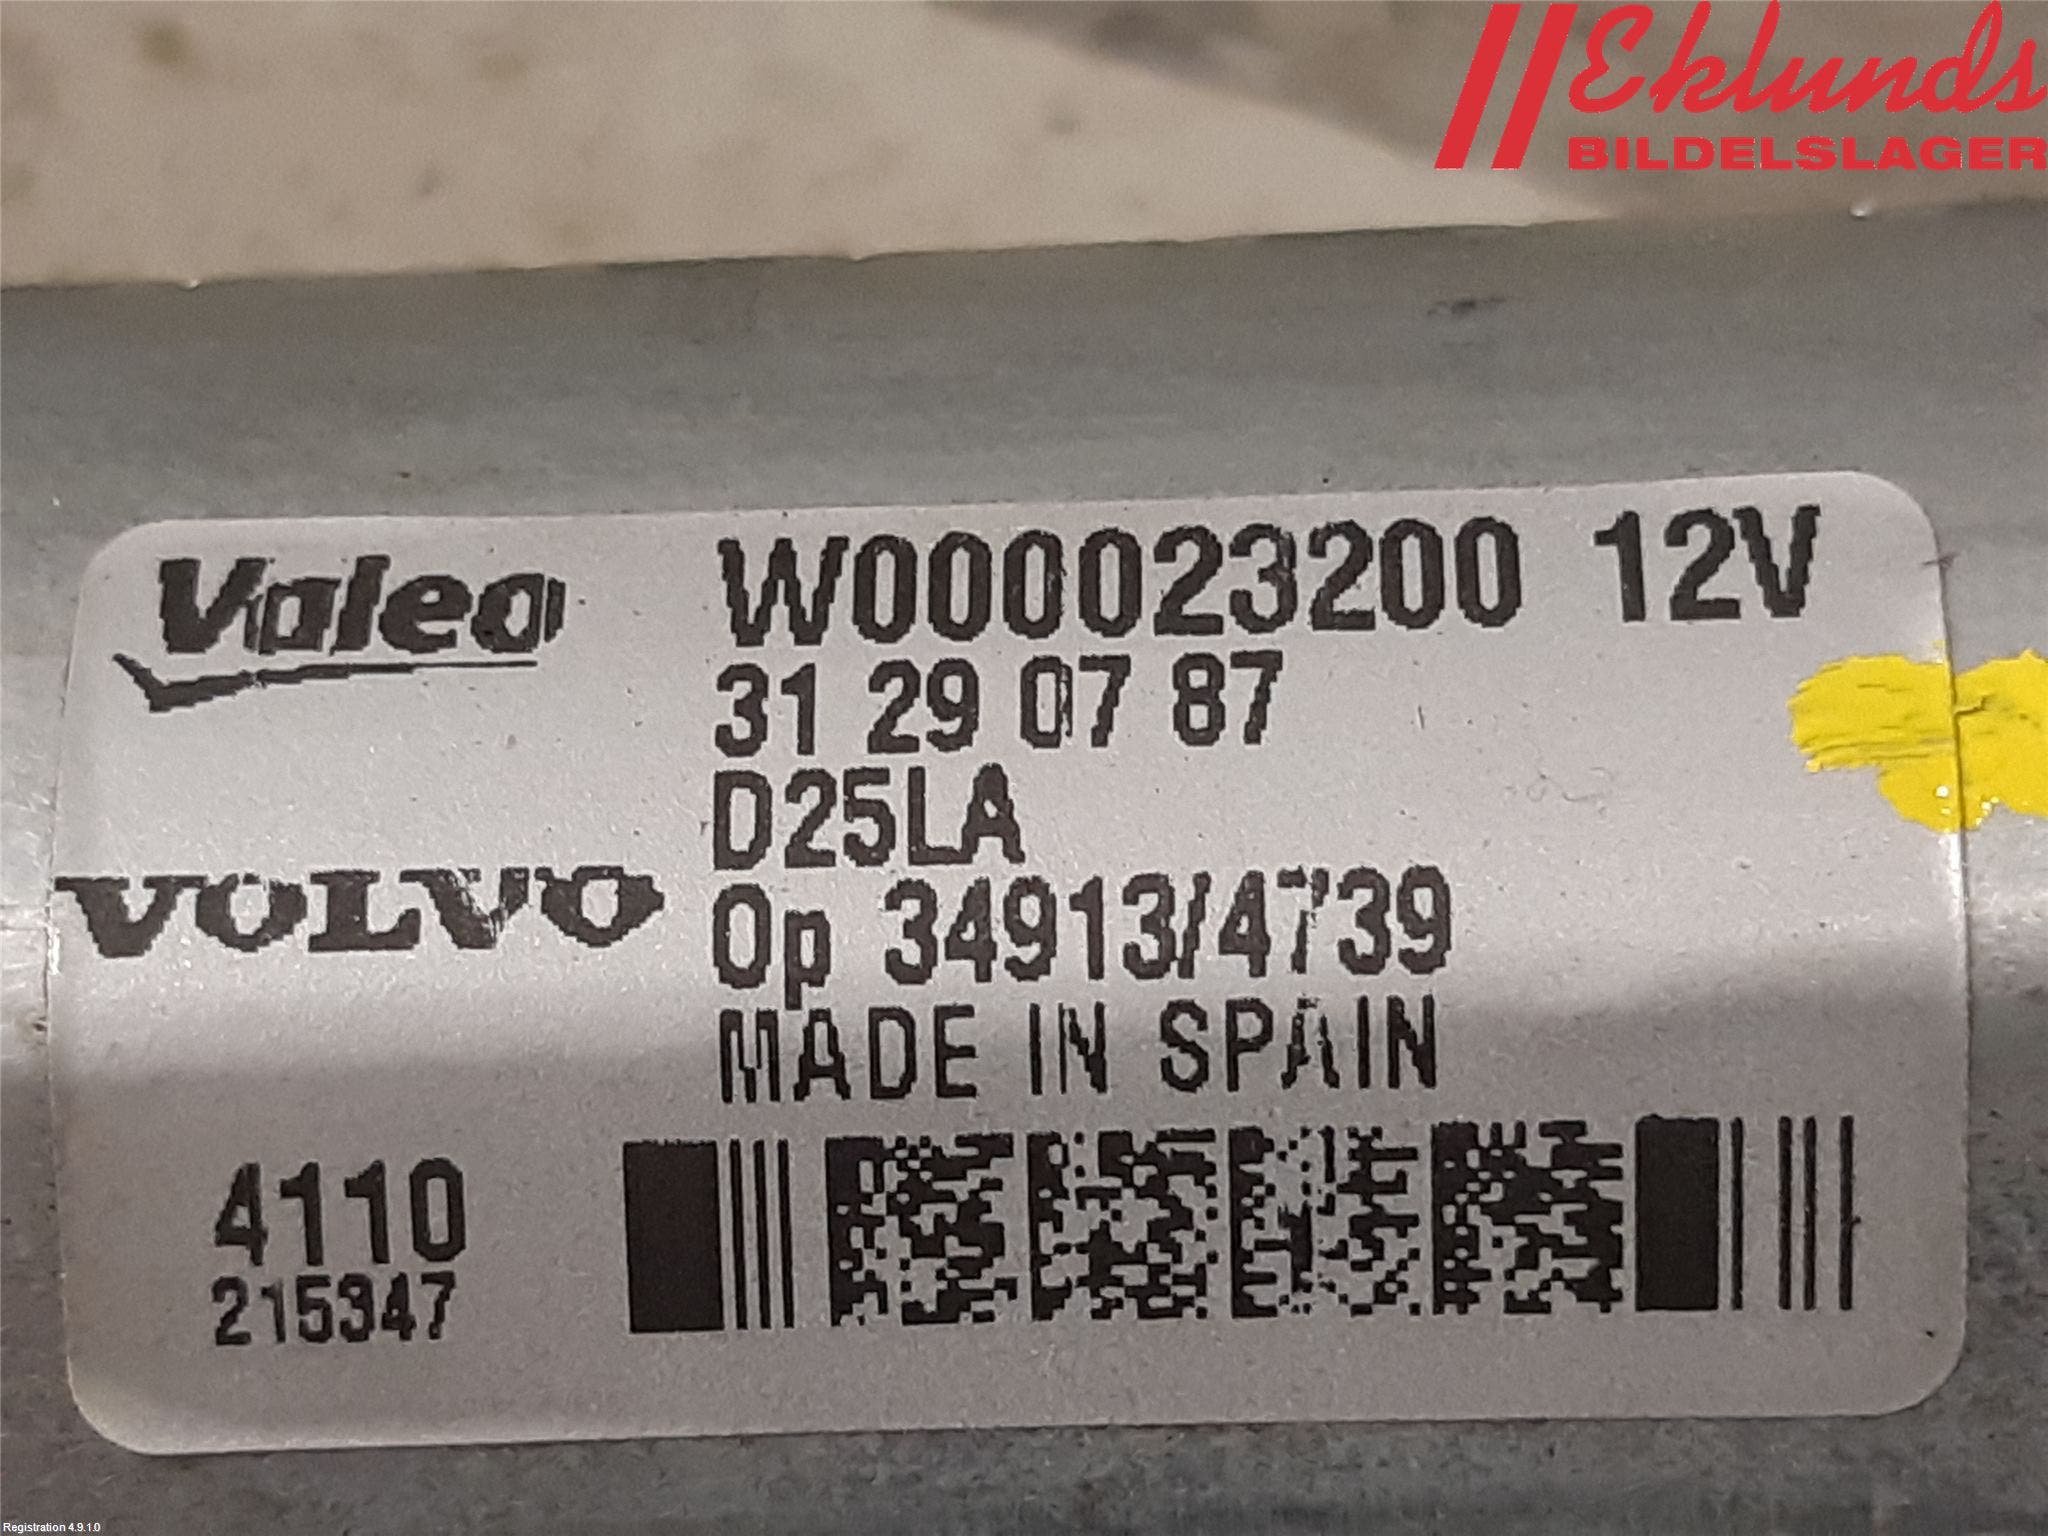 Eklunds
BILDELSLAGER
Valeo W000023200 12V
31 29 07 87
D25LA
VOLVO Op 34913/4739
MADE IN SPAIN
4110
215347
Registration 4.9.1.0